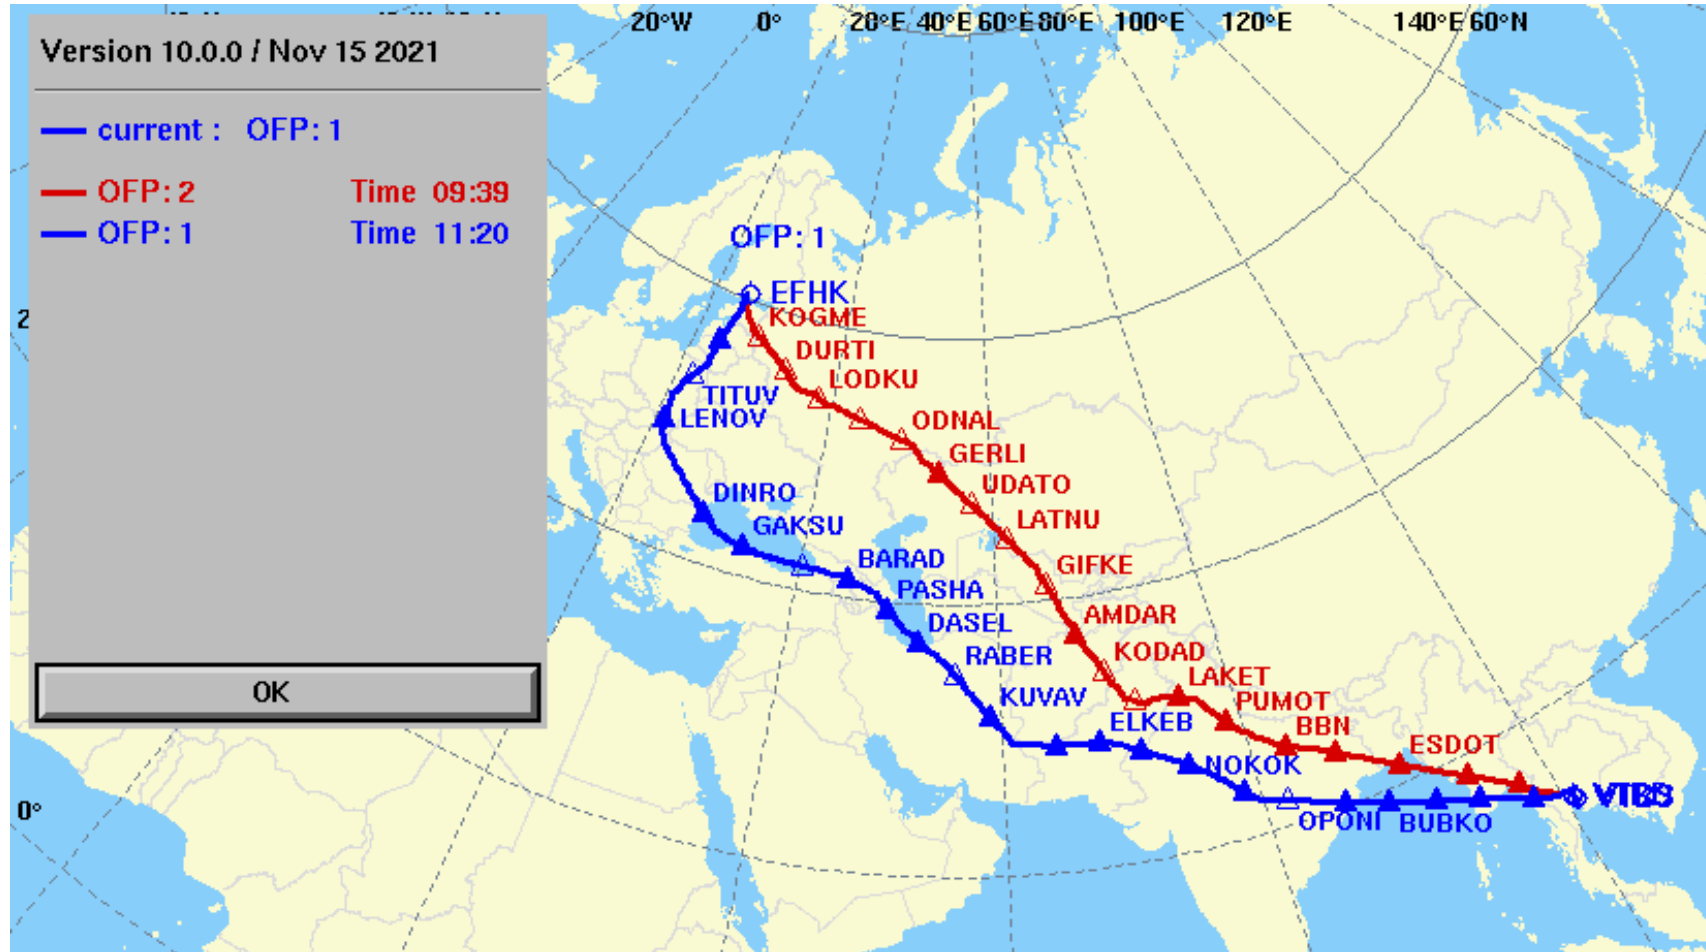 Version 10.0.0 / Nov 15 2021
current : OFP: 1
OFP: 2 Time 09:39
OFP: 1 Time 11:20
OK
20°W 0° 20°E 40°E 60°E 80°E 100°E 120°E 140°E 60°N
0°
OFP: 1
EFHK
KOGME
DURTI
LODKU
TITUV
LENOV
ODNAL
GERLI
UDATO
DINRO
LATNU
GAKSU
BARAD
GIFKE
PASHA
DASEL
AMDAR
RABER
KODAD
LAKET
KUVAV
PUMOT
ELKEB
BBN
ESDOT
NOKOK
OPONI
BUBKO